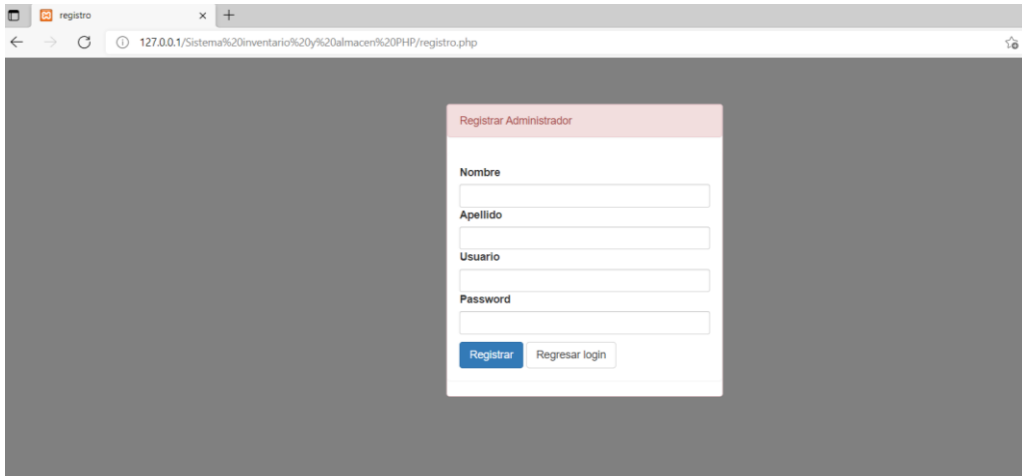 registro
127.0.0.1/Sistema%20inventario%20y%20almacen%20PHP/registro.php
Registrar Administrador
Nombre
Apellido
Usuario
Password
Registrar Regresar login